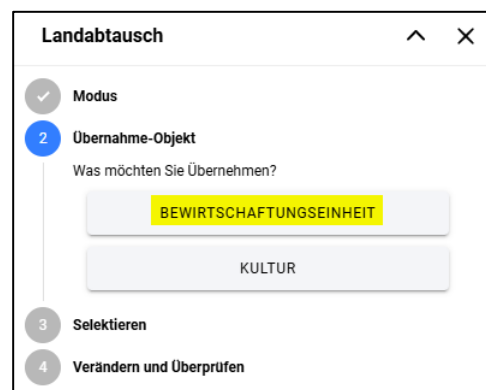 Landabtausch
Modus
2 Übernahme-Objekt
Was möchten Sie Übernehmen?
BEWIRTSCHAFTUNGSEINHEIT
KULTUR
3 Selektieren
4 Verändern und Überprüfen